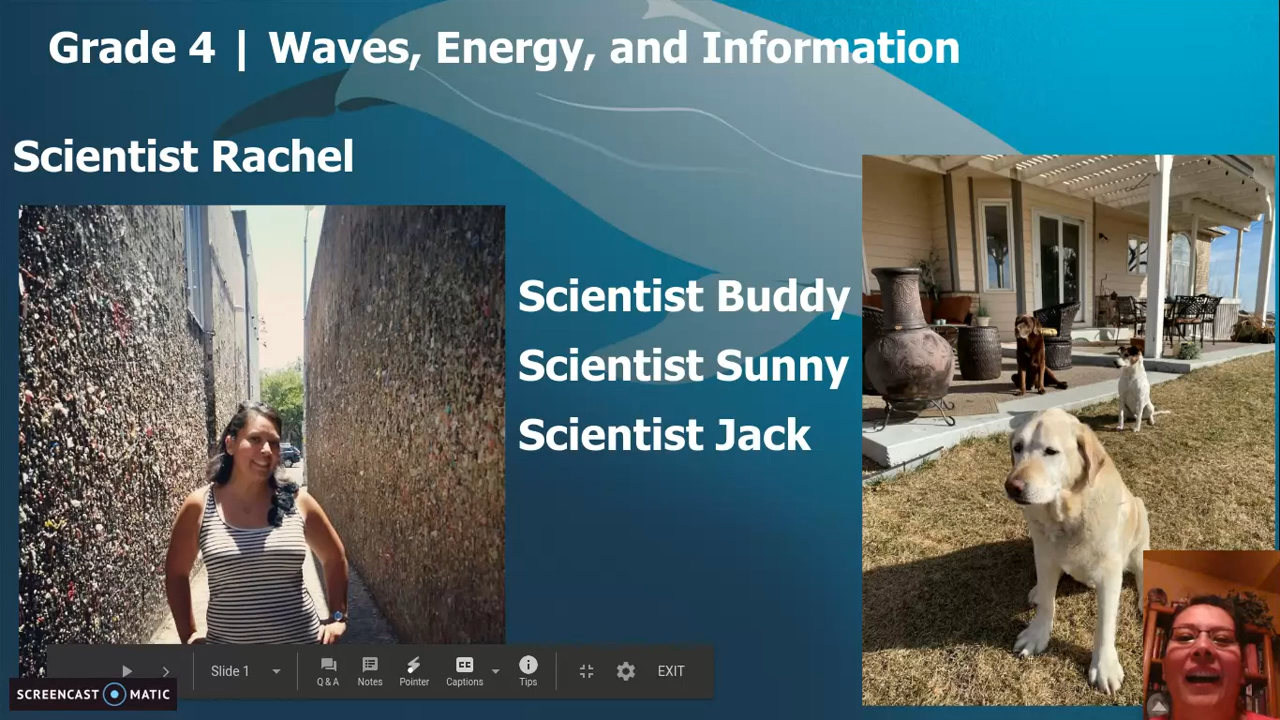 Grade 4 | Waves, Energy, and Information
Scientist Rachel
Scientist Buddy
Scientist Sunny
Scientist Jack
Slide 1
Q & A
Notes
Pointer
Captions
Tips
EXIT
SCREENCAST MATIC